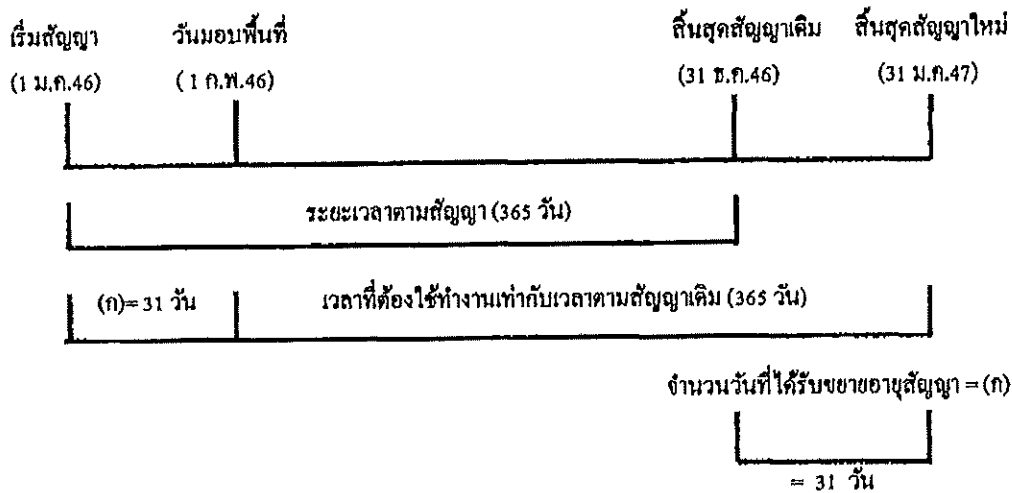 เริ่มสัญญา วันมอบพื้นที่ สิ้นสุดสัญญาเดิม สิ้นสุดสัญญาใหม่
(1 ม.ค.46) (1 ก.พ.46) (31 ธ.ค.46) (31 ม.ค.47)
ระยะเวลาตามสัญญา (365 วัน)
(ก)= 31 วัน เวลาที่ต้องใช้ทำงานเท่ากับเวลาตามสัญญาเดิม (365 วัน)
จำนวนวันที่ได้รับขยายอายุสัญญา = (ก)
= 31 วัน